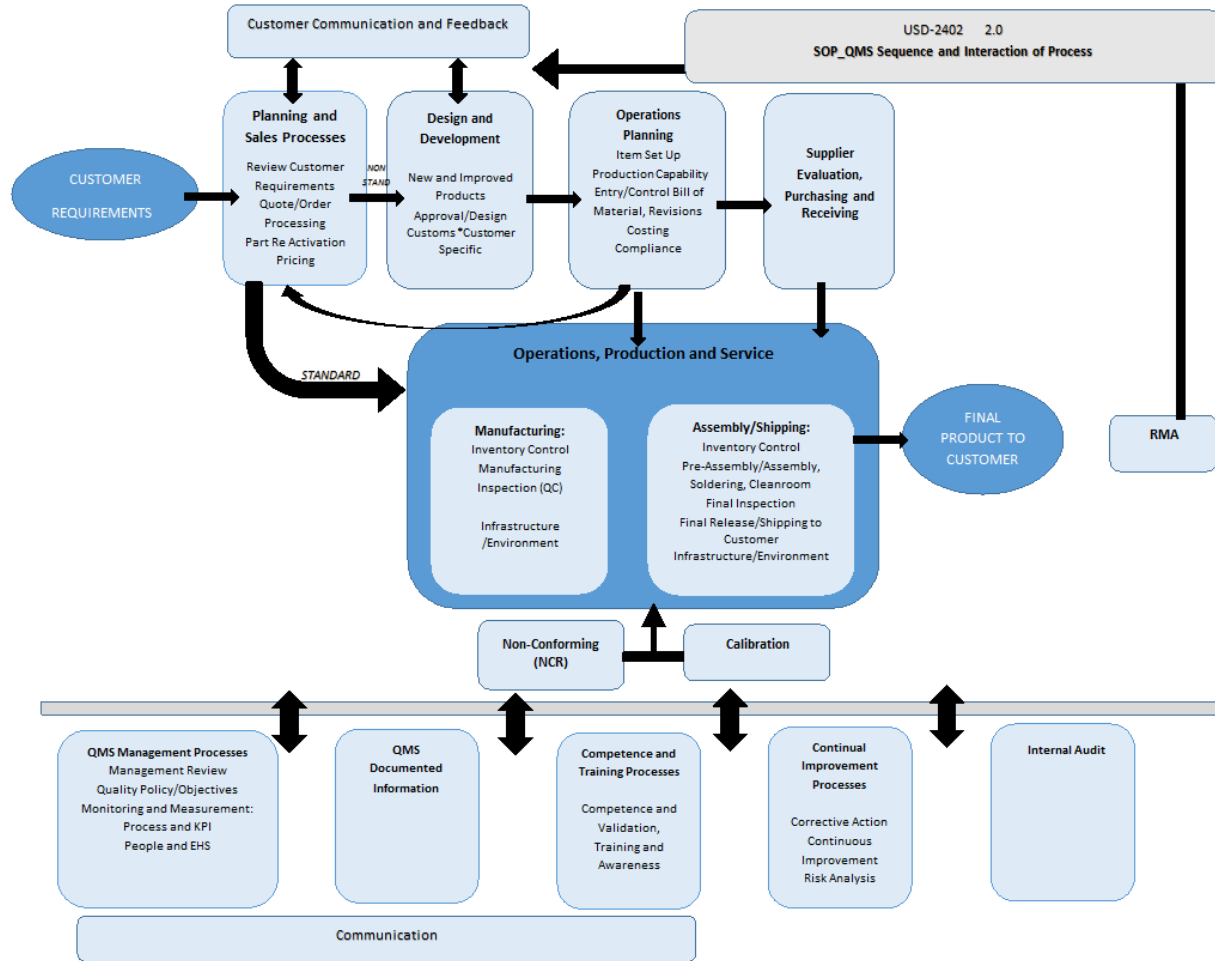 Customer Communication and Feedback
USD-2402 2.0
SOP_QMS Sequence and Interaction of Process
CUSTOMER
REQUIREMENTS
Planning and
Sales Processes
Review Customer
Requirements
Quote/Order
Processing
Part Re Activation
Pricing
NON
STAND
Design and
Development
New and Improved
Products
Approval/Design
Customs *Customer
Specific
Operations
Planning
Item Set Up
Production Capability
Entry/Control Bill of
Material, Revisions
Costing
Compliance
Supplier
Evaluation,
Purchasing and
Receiving
STANDARD
Operations, Production and Service
Manufacturing:
Inventory Control
Manufacturing
Inspection (QC)
Infrastructure
/Environment
Assembly/Shipping:
Inventory Control
Pre-Assembly/Assembly,
Soldering, Cleanroom
Final Inspection
Final Release/Shipping to
Customer
Infrastructure/Environment
FINAL
PRODUCT TO
CUSTOMER
RMA
Non-Conforming
(NCR)
Calibration
QMS Management Processes
Management Review
Quality Policy/Objectives
Monitoring and Measurement:
Process and KPI
People and EHS
QMS
Documented
Information
Competence and
Training Processes
Competence and
Validation,
Training and
Awareness
Continual
Improvement
Processes
Corrective Action
Continuous
Improvement
Risk Analysis
Internal Audit
Communication